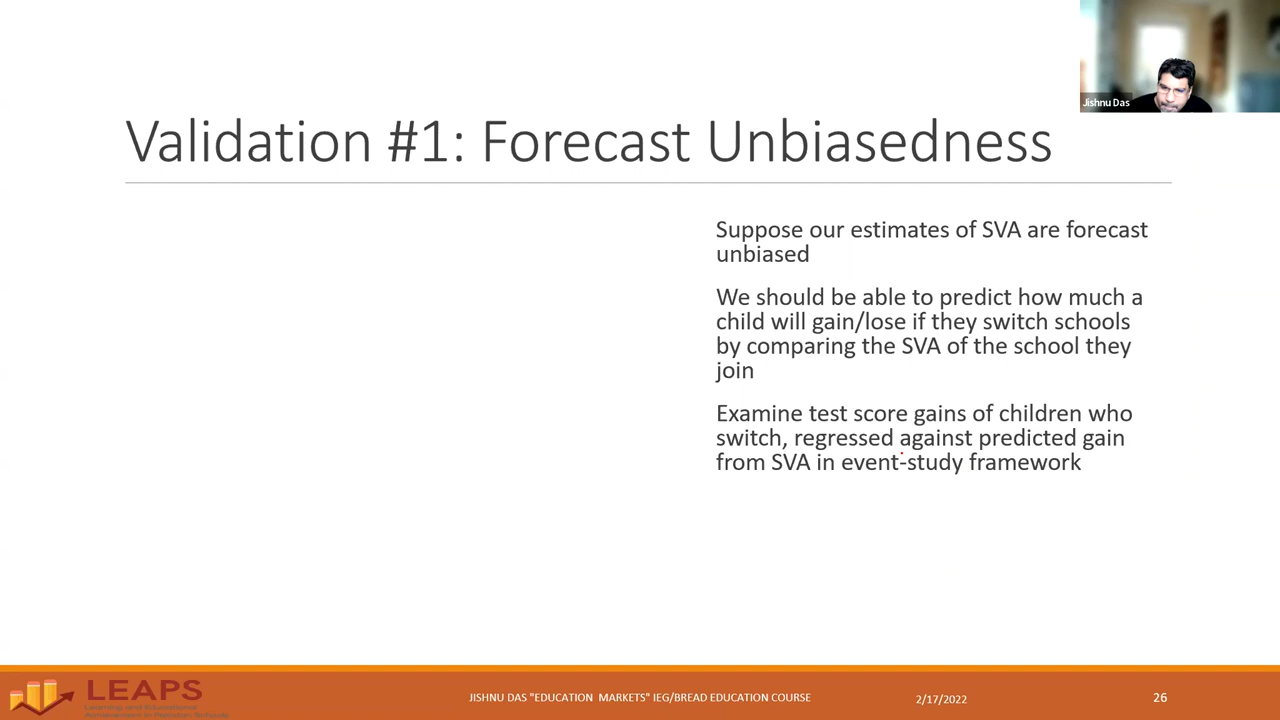 Jishnu Das
Validation #1: Forecast Unbiasedness
Suppose our estimates of SVA are forecast
unbiased
We should be able to predict how much a
child will gain/lose if they switch schools
by comparing the SVA of the school they
join
Examine test score gains of children who
switch, regressed against predicted gain
from SVA in event-study framework
LEAPS
Learning and Educational
Achievement in Pakistan Schools
JISHNU DAS "EDUCATION MARKETS" IEG/BREAD EDUCATION COURSE
2/17/2022
26